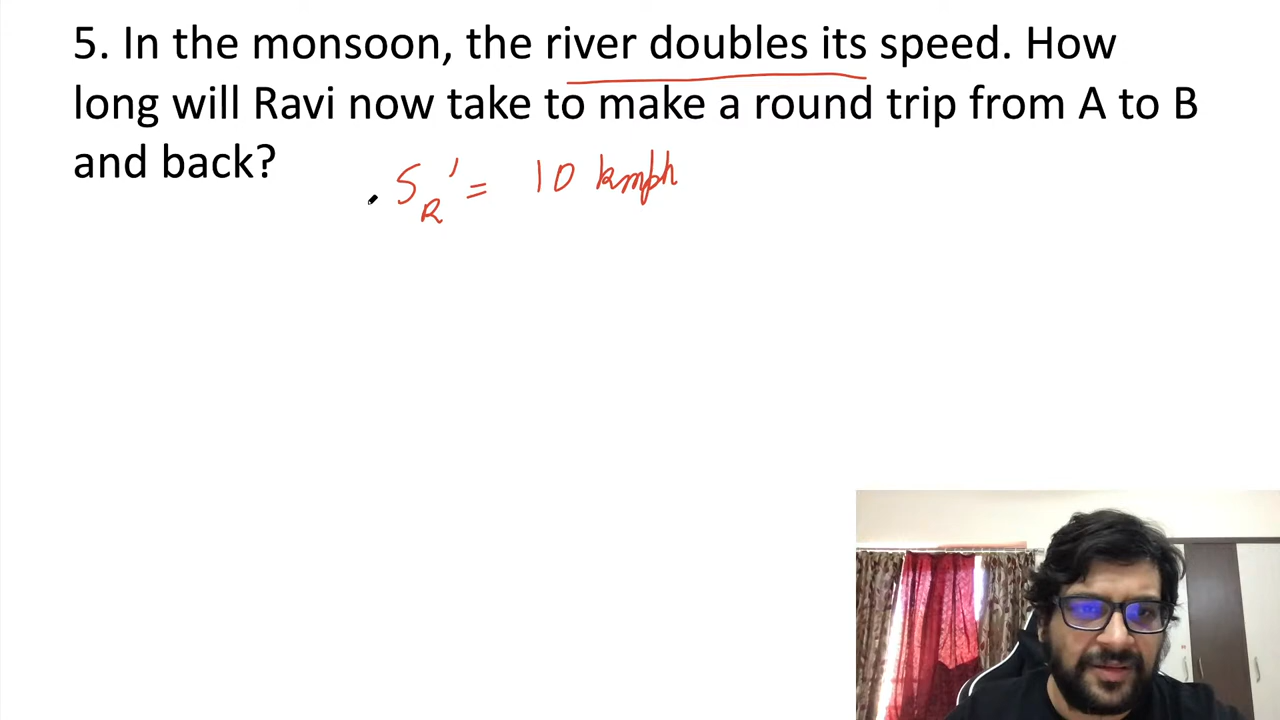 5. In the monsoon, the river doubles its speed. How
long will Ravi now take to make a round trip from A to B
and back?
S_R' = 10 kmph